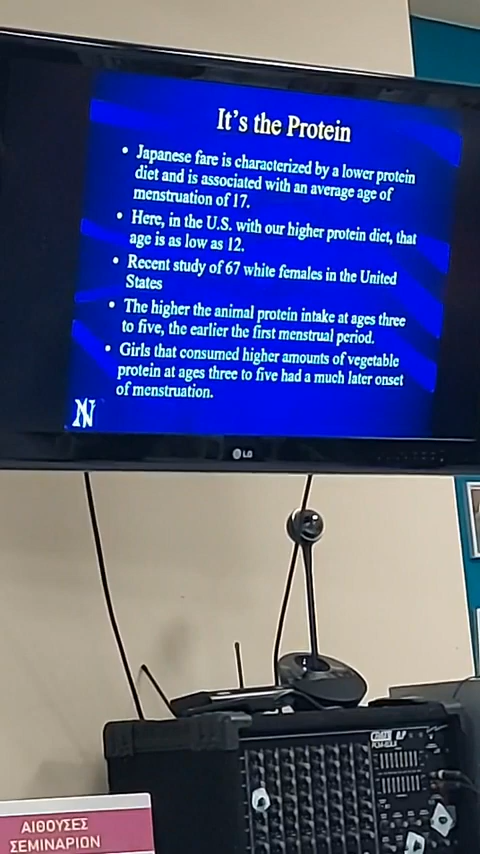 It's the Protein
• Japanese fare is characterized by a lower protein
diet and is associated with an average age of
menstruation of 17.
• Here, in the U.S. with our higher protein diet, that
age is as low as 12.
• Recent study of 67 white females in the United
States
• The higher the animal protein intake at ages three
to five, the earlier the first menstrual period.
• Girls that consumed higher amounts of vegetable
protein at ages three to five had a much later onset
of menstruation.
N
LG
ΑΙΘΟΥΣΕΣ
ΣΕΜΙΝΑΡΙΩΝ